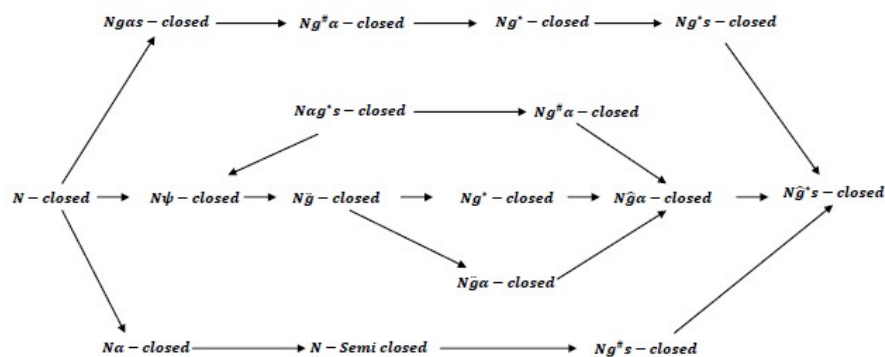 Ngαs − closed Ng#α − closed Ng* − closed Ng*s − closed
Nαg*s − closed Ng#α − closed
N − closed Nψ − closed Ng̈ − closed Ng* − closed Nĝα − closed Nĝ*s − closed
Ng̈α − closed
Nα − closed N − Semi closed Ng#s − closed